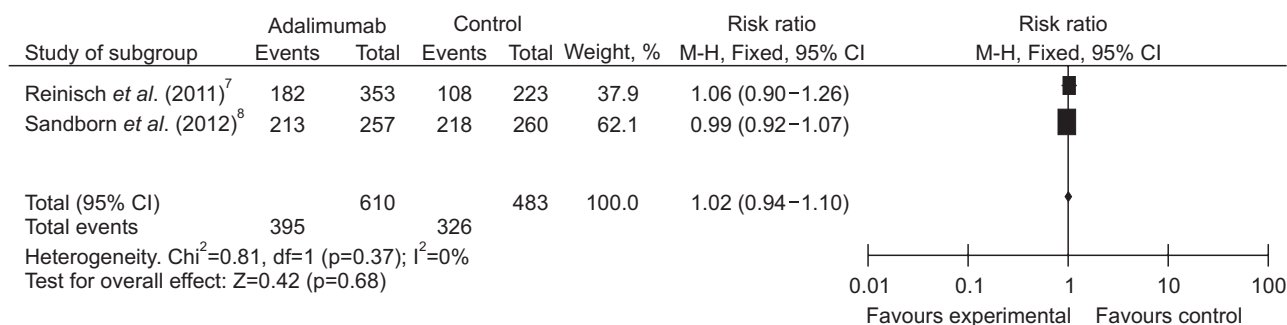 Adalimumab Control Risk ratio Risk ratio
Study of subgroup Events Total Events Total Weight, % M-H, Fixed, 95% CI M-H, Fixed, 95% CI
Reinisch et al. (2011)⁷ 182 353 108 223 37.9 1.06 (0.90−1.26)
Sandborn et al. (2012)⁸ 213 257 218 260 62.1 0.99 (0.92−1.07)
Total (95% CI) 610 483 100.0 1.02 (0.94−1.10)
Total events 395 326
Heterogeneity. Chi²=0.81, df=1 (p=0.37); I²=0%
Test for overall effect: Z=0.42 (p=0.68)
0.01 0.1 1 10 100
Favours experimental Favours control